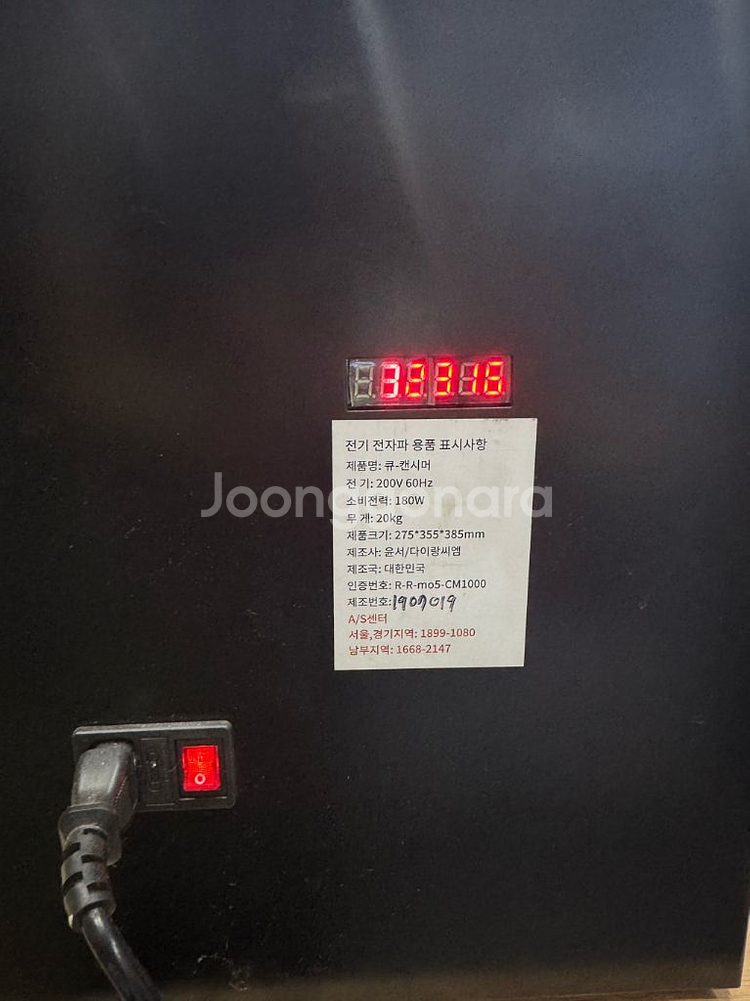 32316
전기 전자파 용품 표시사항
제품명: 큐-캔시머
전 기: 200V 60Hz
Joonggonara
소비전력: 180W
무 게: 20kg
제품크기: 275*355*385mm
제조사: 윤서/다이랑씨엠
제조국: 대한민국
인증번호: R-R-mo5-CM1000
제조번호:1907019
A/S센터
서울,경기지역: 1899-1080
남부지역: 1668-2147